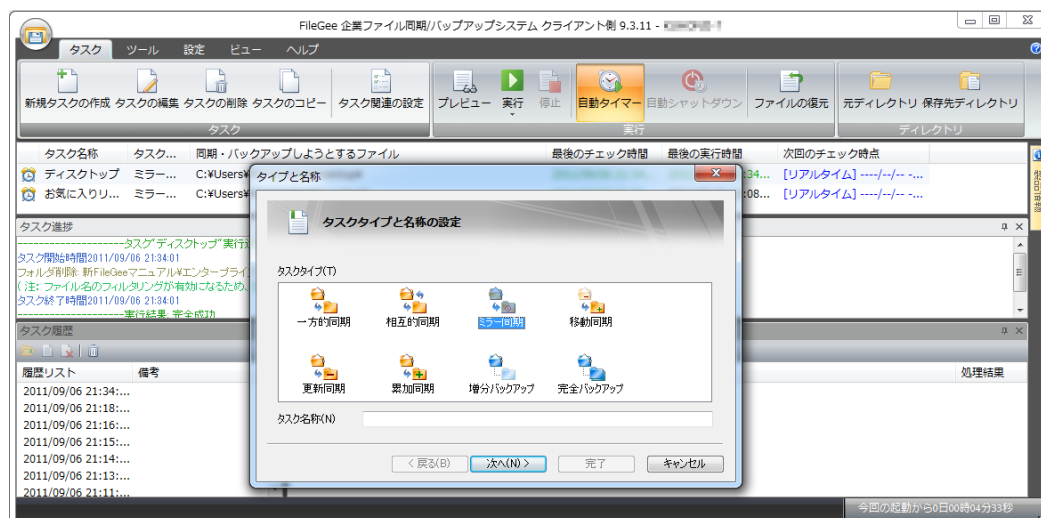 FileGee 企業ファイル同期/バップアップシステム クライアント側 9.3.11 -
タスク ツール 設定 ビュー ヘルプ
新規タスクの作成 タスクの編集 タスクの削除 タスクのコピー タスク関連の設定 プレビュー 実行 停止 自動タイマー 自動シャットダウン ファイルの復元 元ディレクトリ 保存先ディレクトリ
タスク 実行 ディレクトリ
タスク名称 タスク... 同期・バックアップしようとするファイル 最後のチェック時間 最後の実行時間 次回のチェック時点
ディスクトップ ミラー... C:¥Users¥ :34... [リアルタイム] ----/--/-- -...
お気に入りリ... ミラー... C:¥Users¥ :08... [リアルタイム] ----/--/-- -...
タイプと名称
タスクタイプと名称の設定
タスクタイプ(T)
一方的同期 相互的同期 ミラー同期 移動同期
更新同期 累加同期 増分バックアップ 完全バックアップ
タスク名称(N)
< 戻る(B) 次へ(N) > 完了 キャンセル
タスク進捗
--------------------タスク"ディスクトップ"実行
タスク開始時間2011/09/06 21:34:01
フォルダ削除: 新FileGeeマニュアル¥エンタープライ
(注: ファイル名のフィルタリングが有効になるため、
タスク終了時間2011/09/06 21:34:01
--------------------実行結果: 完全成功
タスク履歴
履歴リスト 備考 処理結果
2011/09/06 21:34:...
2011/09/06 21:18:...
2011/09/06 21:16:...
2011/09/06 21:15:...
2011/09/06 21:14:...
2011/09/06 21:13:...
2011/09/06 21:11:...
今回の起動から0日00時04分33秒